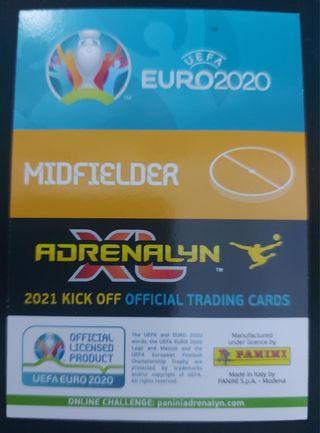 UEFA
EURO2020
TM
MIDFIELDER
ADRENALYN
XL TM
2021 KICK OFF OFFICIAL TRADING CARDS
OFFICIAL
LICENSED
PRODUCT
UEFA EURO 2020
The UEFA and EURO 2020
words, the UEFA EURO 2020
Logo and Mascot and the
UEFA European Football
Championship Trophy are
protected by trademarks
and/or copyright of UEFA.
All rights reserved.
Manufactured
under licence by
PANINI
Made in Italy by
PANINI S.p.A. - Modena
ONLINE CHALLENGE: paniniadrenalyn.com